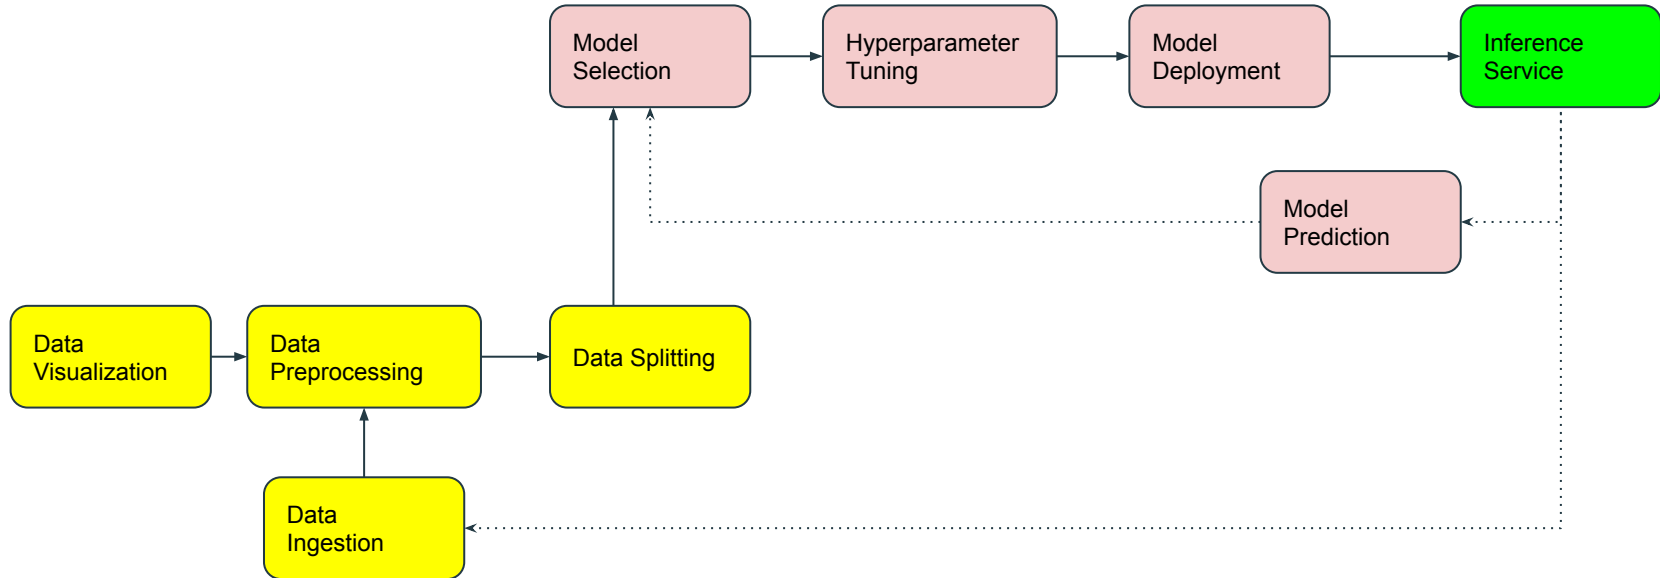 Model
Selection
Hyperparameter
Tuning
Model
Deployment
Inference
Service
Model
Prediction
Data
Visualization
Data
Preprocessing
Data Splitting
Data
Ingestion